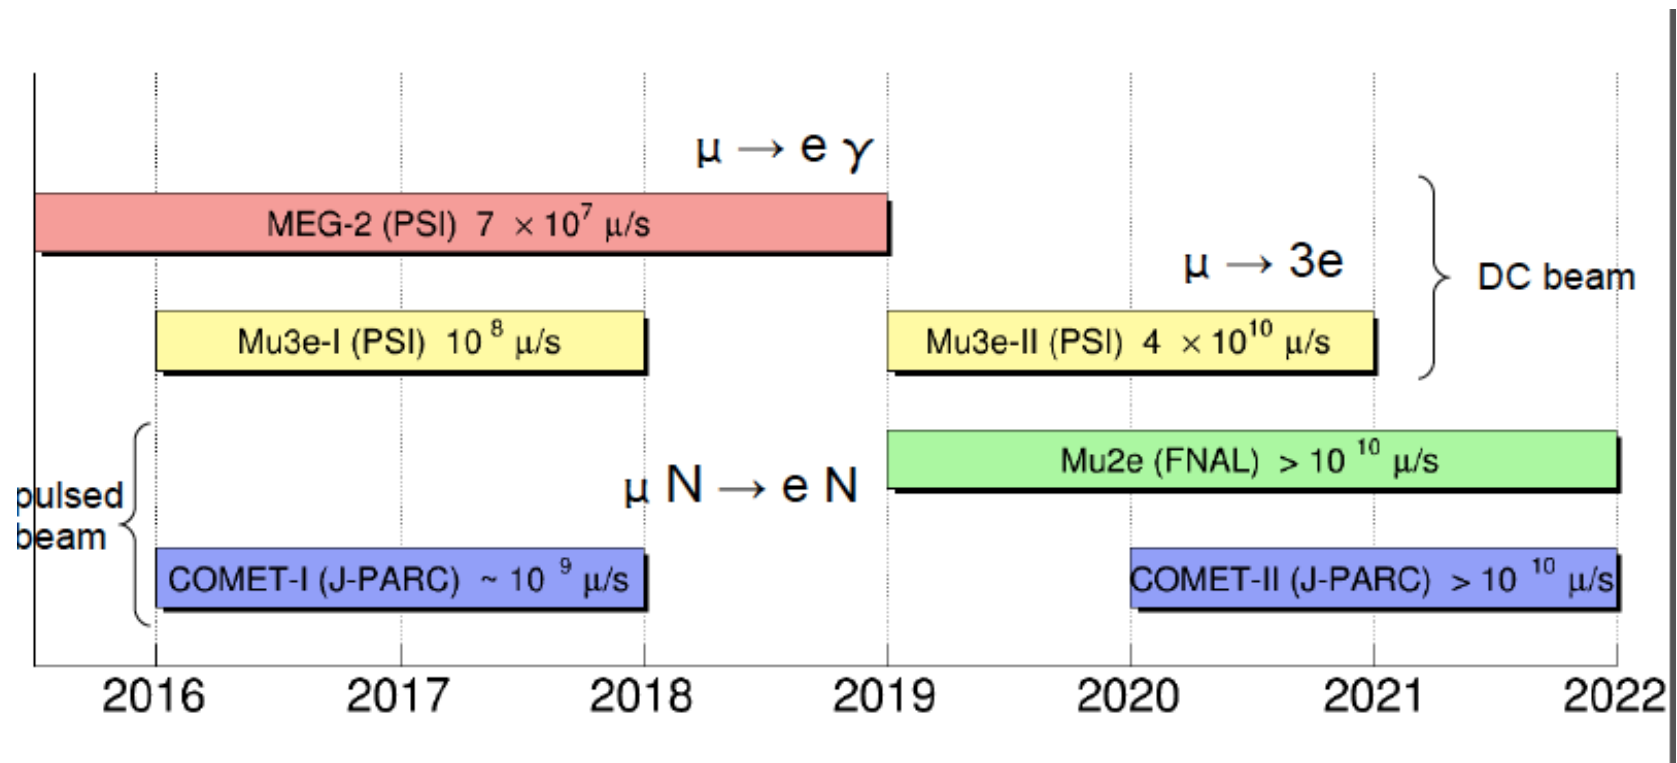 μ → e γ
MEG-2 (PSI) 7 × 10⁷ μ/s
μ → 3e
DC beam
Mu3e-I (PSI) 10⁸ μ/s
Mu3e-II (PSI) 4 × 10¹⁰ μ/s
Mu2e (FNAL) > 10¹⁰ μ/s
μ N → e N
pulsed
beam
COMET-I (J-PARC) ~ 10⁹ μ/s
COMET-II (J-PARC) > 10¹⁰ μ/s
2016 2017 2018 2019 2020 2021 2022